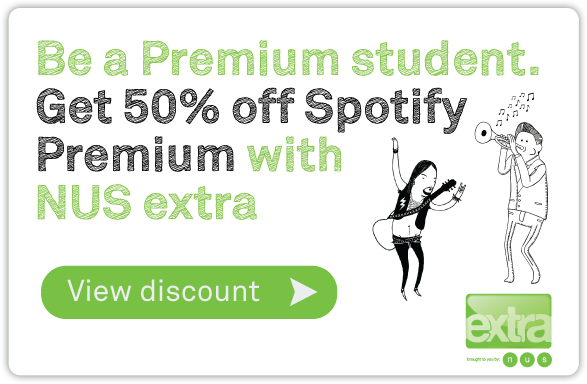 Be a Premium student.
Get 50% off Spotify
Premium with
NUS extra
View discount
extra
brought to you by: n u s